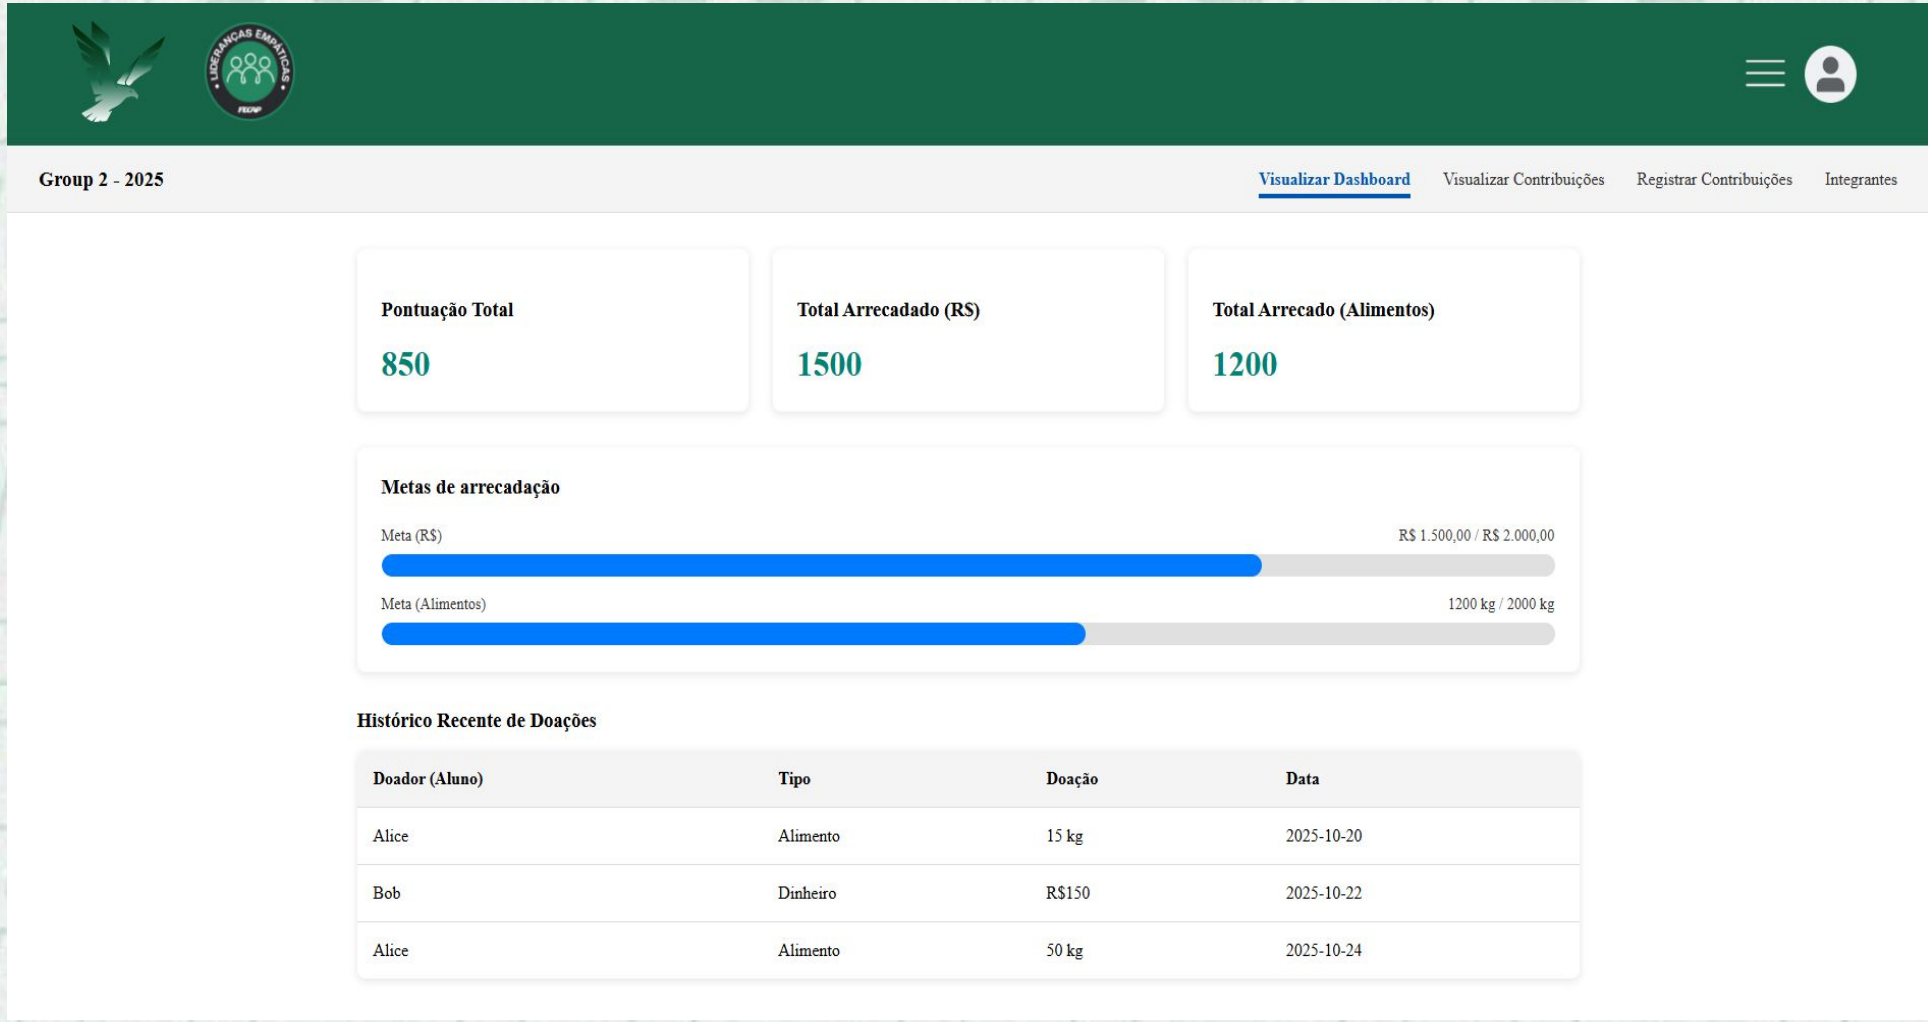 LIDERANÇAS EMPÁTICAS
FECAP
Group 2 - 2025
Visualizar Dashboard Visualizar Contribuições Registrar Contribuições Integrantes
Pontuação Total Total Arrecadado (R$) Total Arrecado (Alimentos)
850 1500 1200
Metas de arrecadação
Meta (R$) R$ 1.500,00 / R$ 2.000,00
Meta (Alimentos) 1200 kg / 2000 kg
Histórico Recente de Doações
Doador (Aluno) Tipo Doação Data
Alice Alimento 15 kg 2025-10-20
Bob Dinheiro R$150 2025-10-22
Alice Alimento 50 kg 2025-10-24